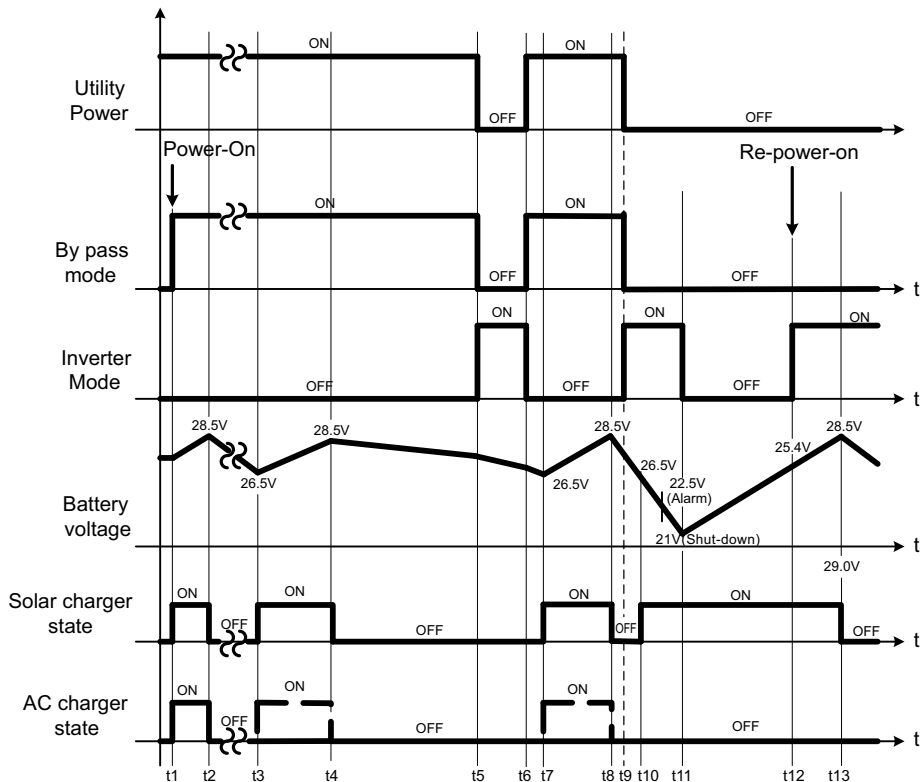 ON
ON
Utility
Power
OFF
OFF
Power-On
Re-power-on
ON
ON
By pass
mode
OFF
OFF
t
ON
ON
ON
Inverter
Mode
OFF
OFF
OFF
t
28.5V
28.5V
28.5V
28.5V
26.5V
26.5V
26.5V
25.4V
22.5V
(Alarm)
Battery
voltage
21V(Shut-down)
t
29.0V
ON
ON
ON
ON
Solar charger
state
OFF
OFF
OFF
OFF
t
ON
ON
ON
AC charger
state
OFF
OFF
OFF
t
t1 t2 t3 t4 t5 t6 t7 t8 t9 t10 t11 t12 t13